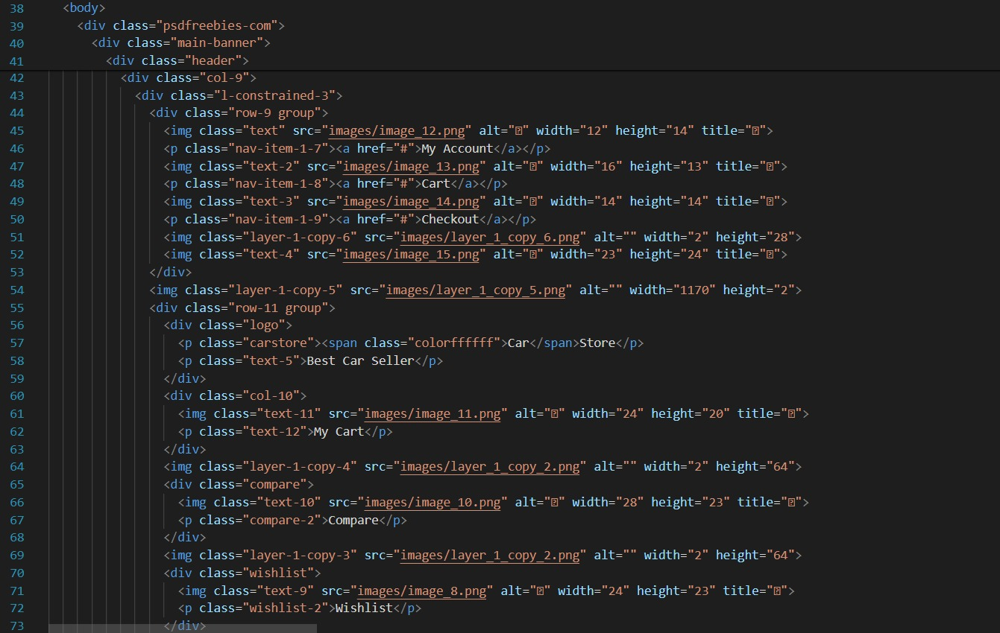 38 <body>
39 <div class="psdfreebies-com">
40 <div class="main-banner">
41 <div class="header">
42 <div class="col-9">
43 <div class="l-constrained-3">
44 <div class="row-9 group">
45 <img class="text" src="images/image_12.png" alt="" width="12" height="14" title="">
46 <p class="nav-item-1-7"><a href="#">My Account</a></p>
47 <img class="text-2" src="images/image_13.png" alt="" width="16" height="13" title="">
48 <p class="nav-item-1-8"><a href="#">Cart</a></p>
49 <img class="text-3" src="images/image_14.png" alt="" width="14" height="14" title="">
50 <p class="nav-item-1-9"><a href="#">Checkout</a></p>
51 <img class="layer-1-copy-6" src="images/layer_1_copy_6.png" alt="" width="2" height="28">
52 <img class="text-4" src="images/image_15.png" alt="" width="23" height="24" title="">
53 </div>
54 <img class="layer-1-copy-5" src="images/layer_1_copy_5.png" alt="" width="1170" height="2">
55 <div class="row-11 group">
56 <div class="logo">
57 <p class="carstore"><span class="colorffffff">Car</span>Store</p>
58 <p class="text-5">Best Car Seller</p>
59 </div>
60 <div class="col-10">
61 <img class="text-11" src="images/image_11.png" alt="" width="24" height="20" title="">
62 <p class="text-12">My Cart</p>
63 </div>
64 <img class="layer-1-copy-4" src="images/layer_1_copy_2.png" alt="" width="2" height="64">
65 <div class="compare">
66 <img class="text-10" src="images/image_10.png" alt="" width="28" height="23" title="">
67 <p class="compare-2">Compare</p>
68 </div>
69 <img class="layer-1-copy-3" src="images/layer_1_copy_2.png" alt="" width="2" height="64">
70 <div class="wishlist">
71 <img class="text-9" src="images/image_8.png" alt="" width="24" height="23" title="">
72 <p class="wishlist-2">Wishlist</p>
73 </div>